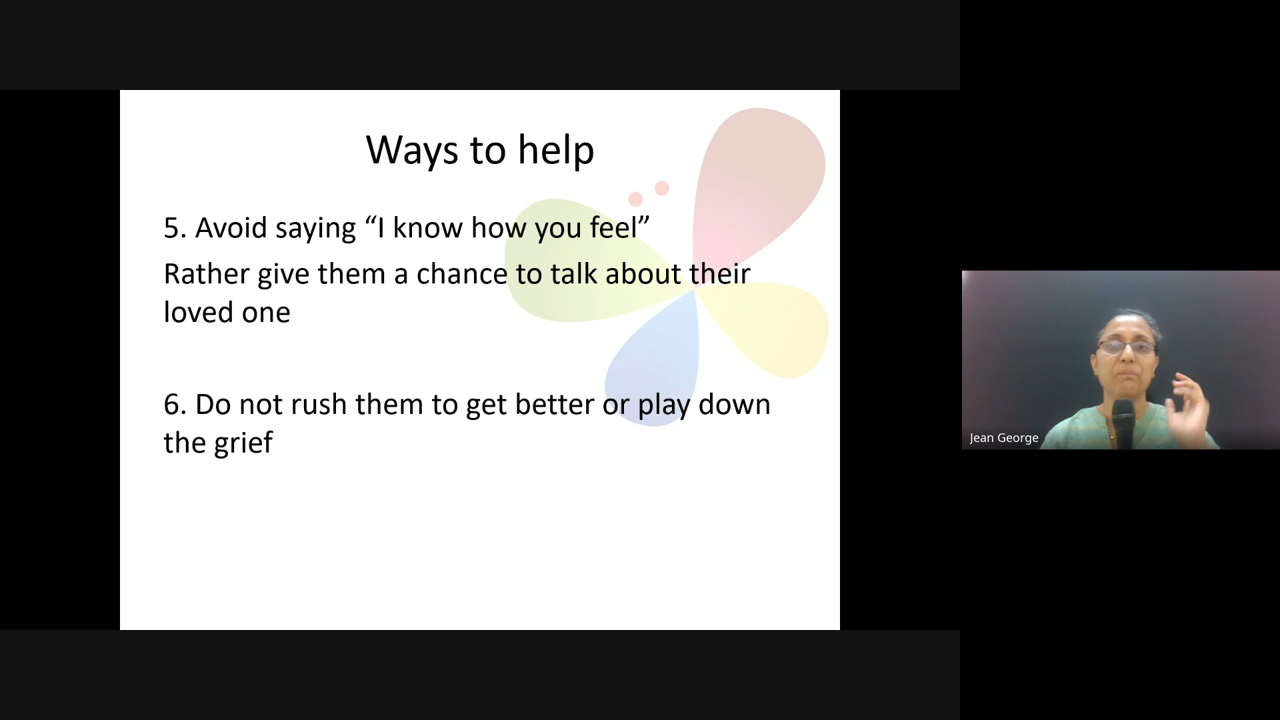 Ways to help
5. Avoid saying “I know how you feel”
Rather give them a chance to talk about their
loved one
6. Do not rush them to get better or play down
the grief
Jean George